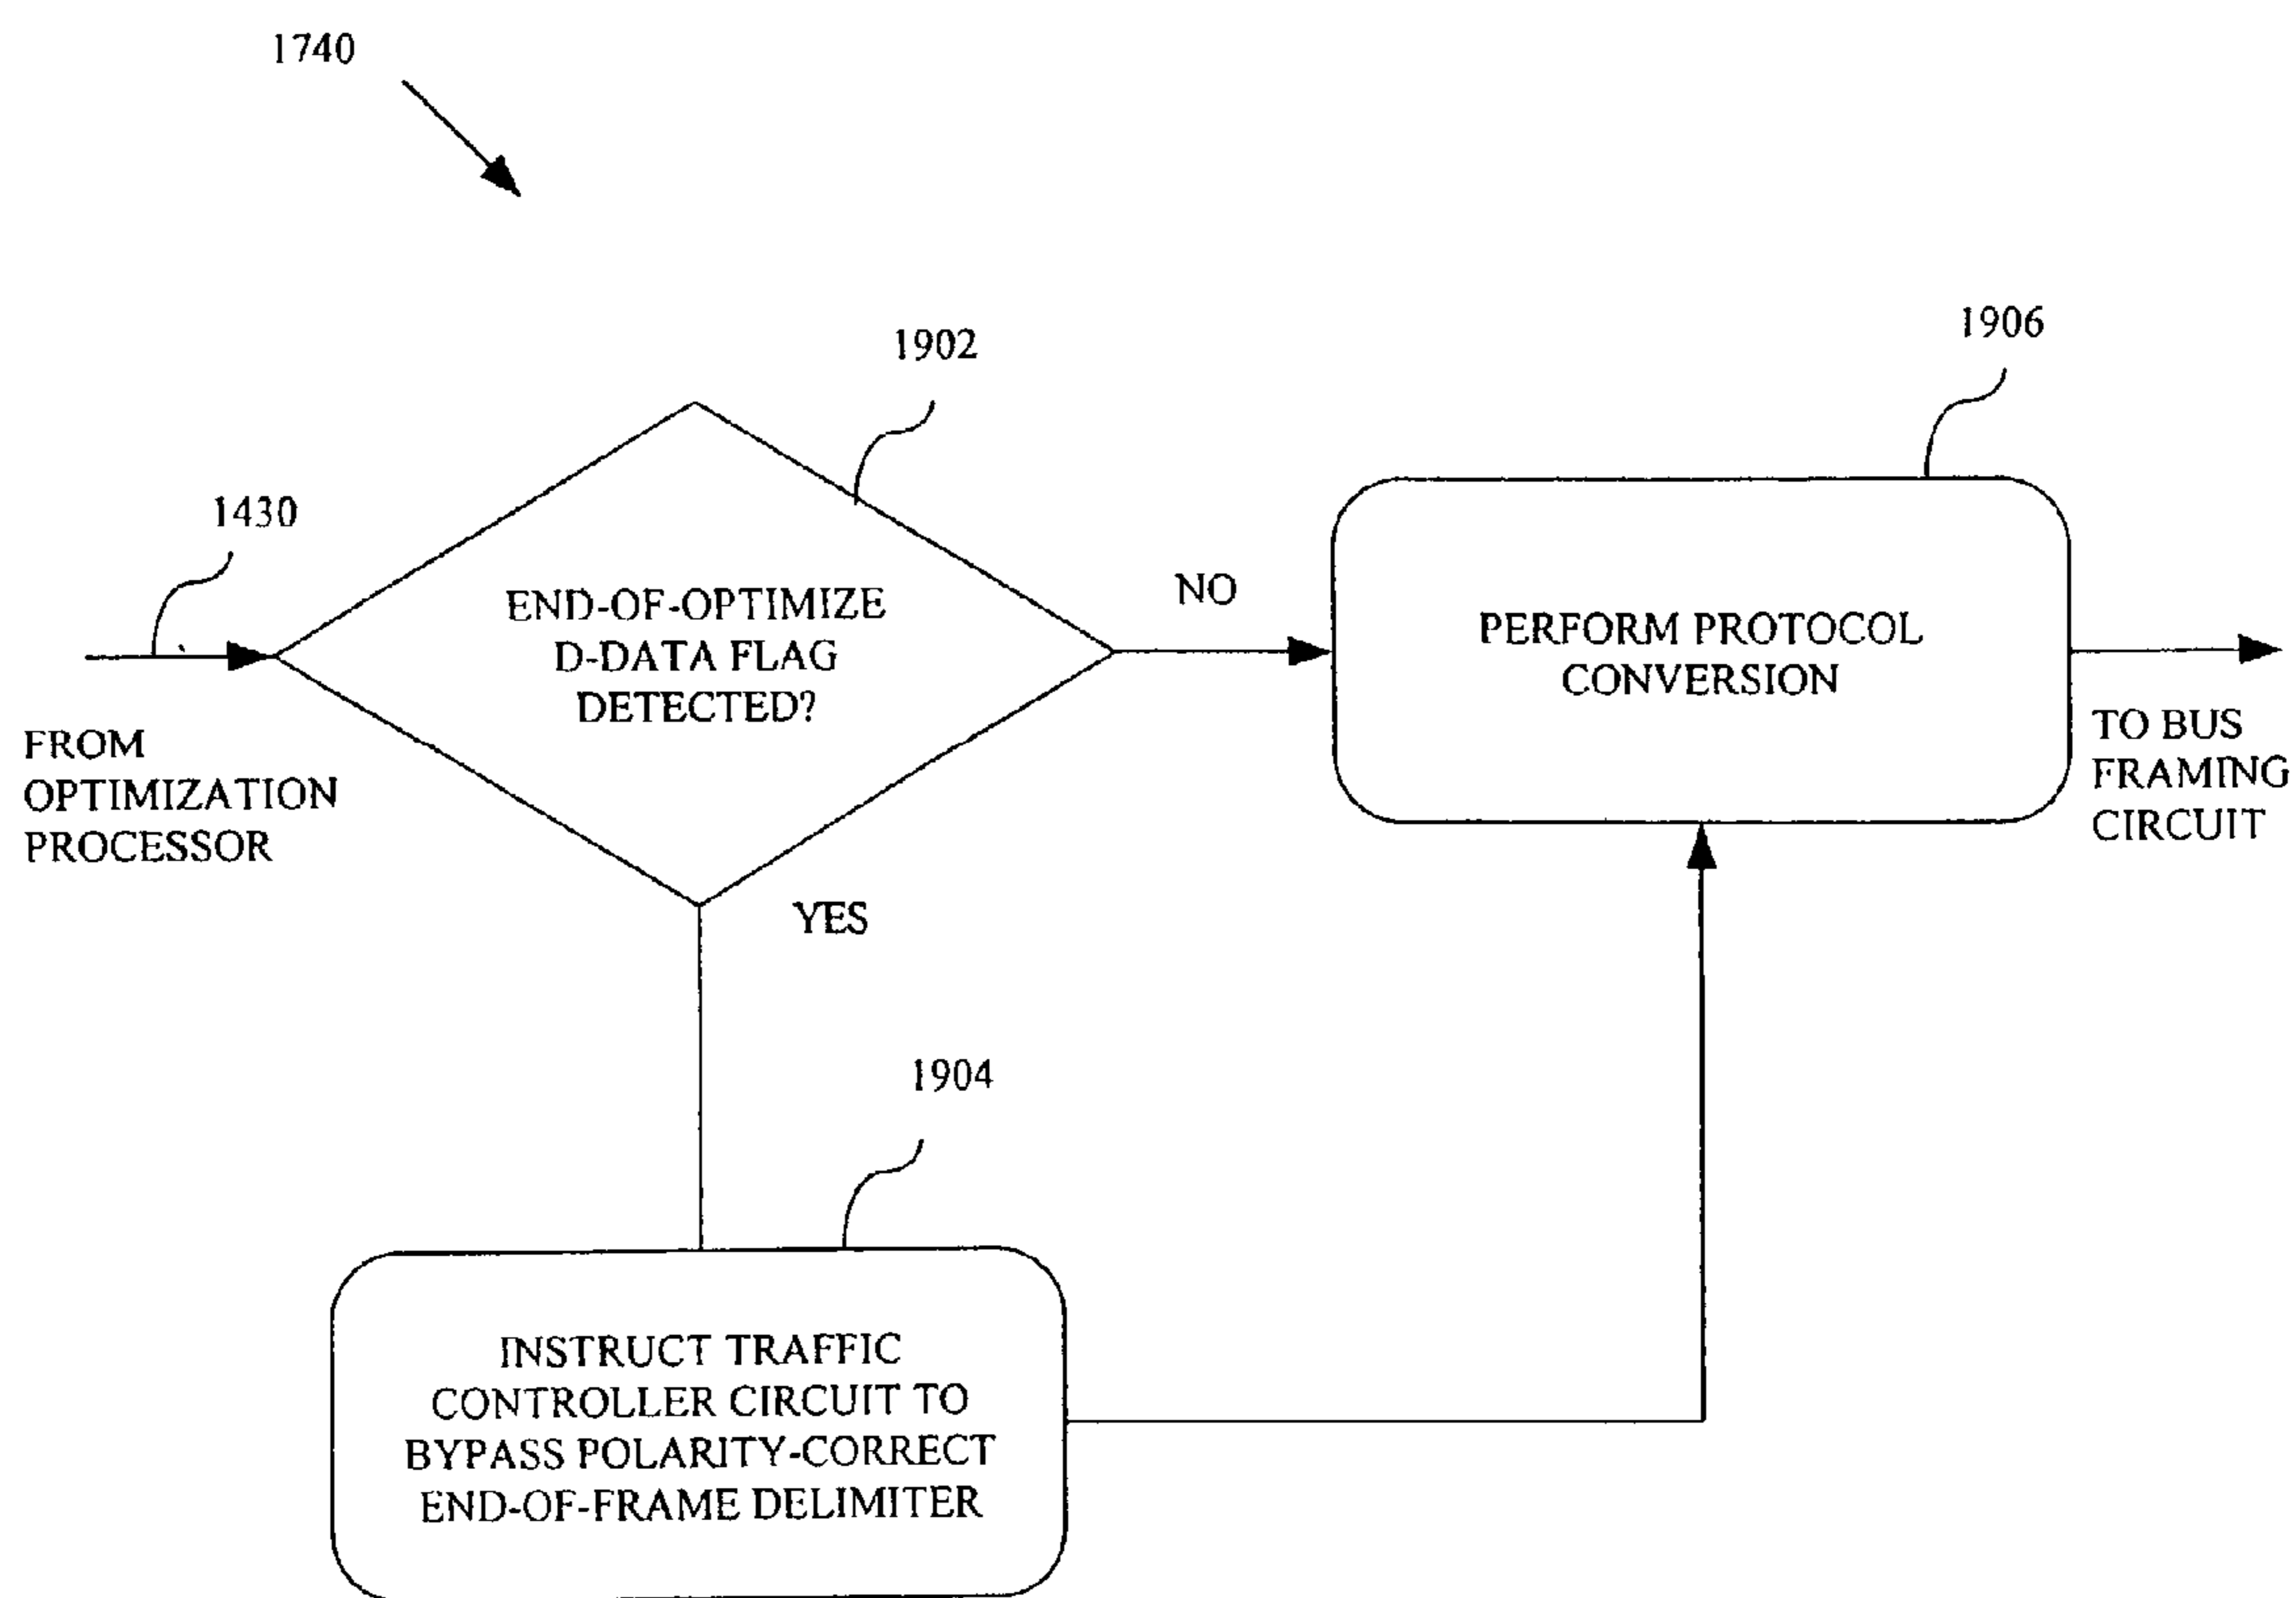 1740
1902
1906
1430
END-OF-OPTIMIZE
D-DATA FLAG
DETECTED?
NO
PERFORM PROTOCOL
CONVERSION
FROM
OPTIMIZATION
PROCESSOR
TO BUS
FRAMING
CIRCUIT
YES
1904
INSTRUCT TRAFFIC
CONTROLLER CIRCUIT TO
BYPASS POLARITY-CORRECT
END-OF-FRAME DELIMITER